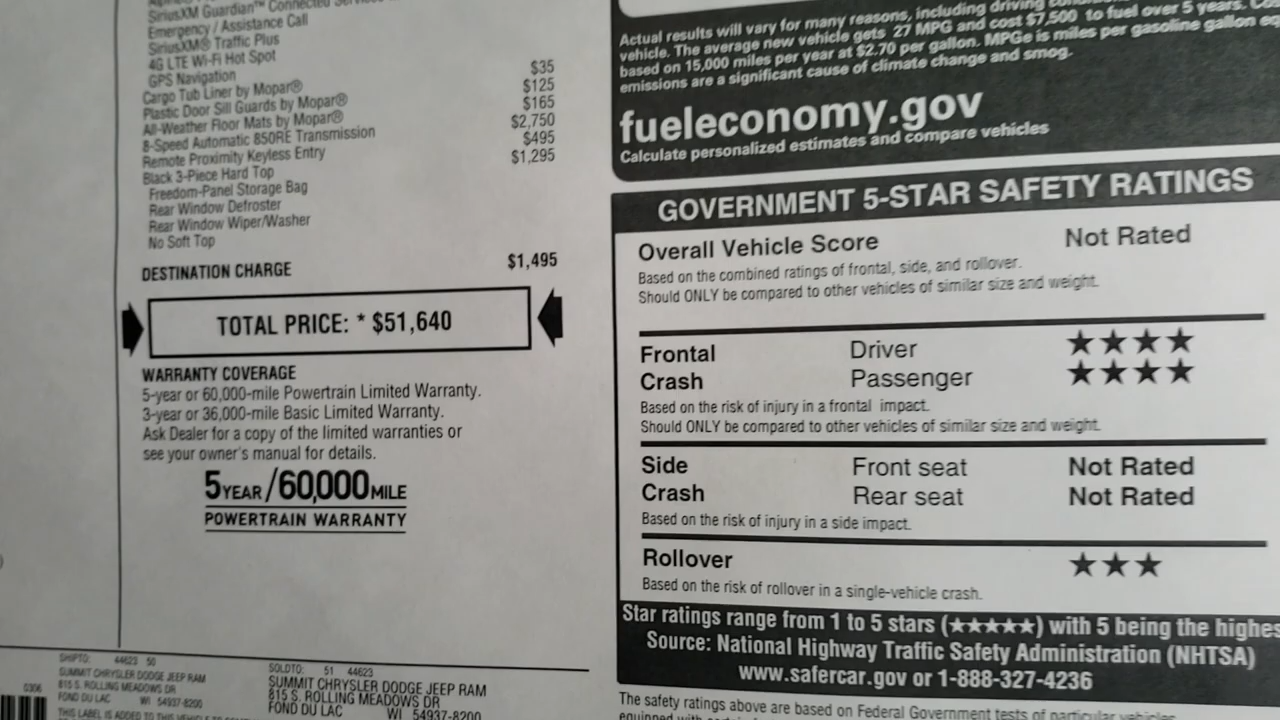 SiriusXM Guardian™ Connected
Emergency / Assistance Call
SiriusXM® Traffic Plus
4G LTE Wi-Fi Hot Spot
GPS Navigation
Cargo Tub Liner by Mopar® $35
Plastic Door Sill Guards by Mopar® $125
All-Weather Floor Mats by Mopar® $165
8-Speed Automatic 850RE Transmission $2,750
Remote Proximity Keyless Entry $495
Black 3-Piece Hard Top $1,295
Freedom-Panel Storage Bag
Rear Window Defroster
Rear Window Wiper/Washer
No Soft Top
DESTINATION CHARGE $1,495
TOTAL PRICE: * $51,640
WARRANTY COVERAGE
5-year or 60,000-mile Powertrain Limited Warranty.
3-year or 36,000-mile Basic Limited Warranty.
Ask Dealer for a copy of the limited warranties or
see your owner's manual for details.
5YEAR/60,000MILE
POWERTRAIN WARRANTY
SHIPTO: 44623 50
SUMMIT CHRYSLER DODGE JEEP RAM
815 S. ROLLING MEADOWS DR
FOND DU LAC WI 54937-8200
THIS LABEL IS ADDED TO THIS
0306
SOLDTO: 51 44623
SUMMIT CHRYSLER DODGE JEEP RAM
815 S. ROLLING MEADOWS DR
FOND DU LAC WI 54937-8200
Actual results will vary for many reasons, including driving
vehicle. The average new vehicle gets 27 MPG and cost $7,500 to fuel over 5 years.
based on 15,000 miles per year at $2.70 per gallon. MPGe is miles per gasoline gallon
emissions are a significant cause of climate change and smog.
fueleconomy.gov
Calculate personalized estimates and compare vehicles
GOVERNMENT 5-STAR SAFETY RATINGS
Overall Vehicle Score Not Rated
Based on the combined ratings of frontal, side, and rollover.
Should ONLY be compared to other vehicles of similar size and weight.
Frontal Driver ★★★★
Crash Passenger ★★★★
Based on the risk of injury in a frontal impact.
Should ONLY be compared to other vehicles of similar size and weight.
Side Front seat Not Rated
Crash Rear seat Not Rated
Based on the risk of injury in a side impact.
Rollover ★★★
Based on the risk of rollover in a single-vehicle crash.
Star ratings range from 1 to 5 stars (★★★★★) with 5 being the highes
Source: National Highway Traffic Safety Administration (NHTSA)
www.safercar.gov or 1-888-327-4236
The safety ratings above are based on Federal Government tests of particular vehicles